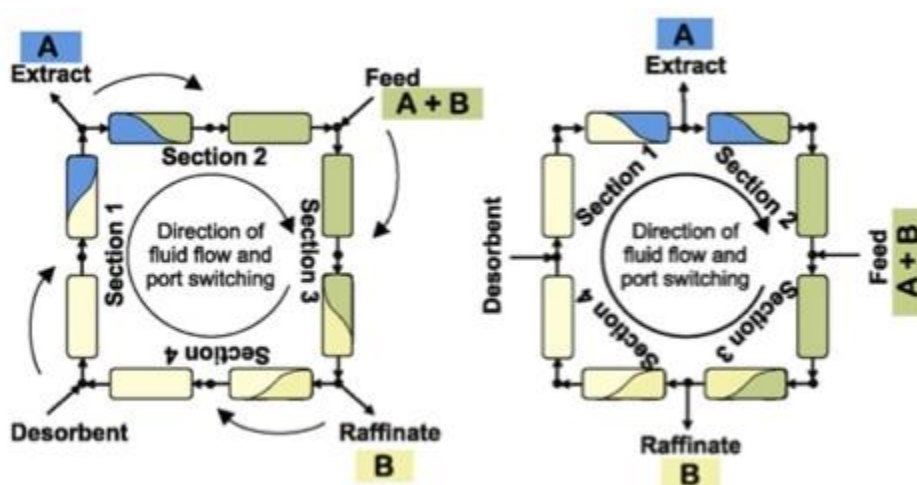 A
Extract
Feed
A + B
Section 2
Section 1
Direction of
fluid flow and
port switching
Section 3
Section 4
Desorbent
Raffinate
B
A
Extract
Section 1
Section 2
Desorbent
Direction of
fluid flow and
port switching
Feed
A + B
Section 4
Section 3
Raffinate
B